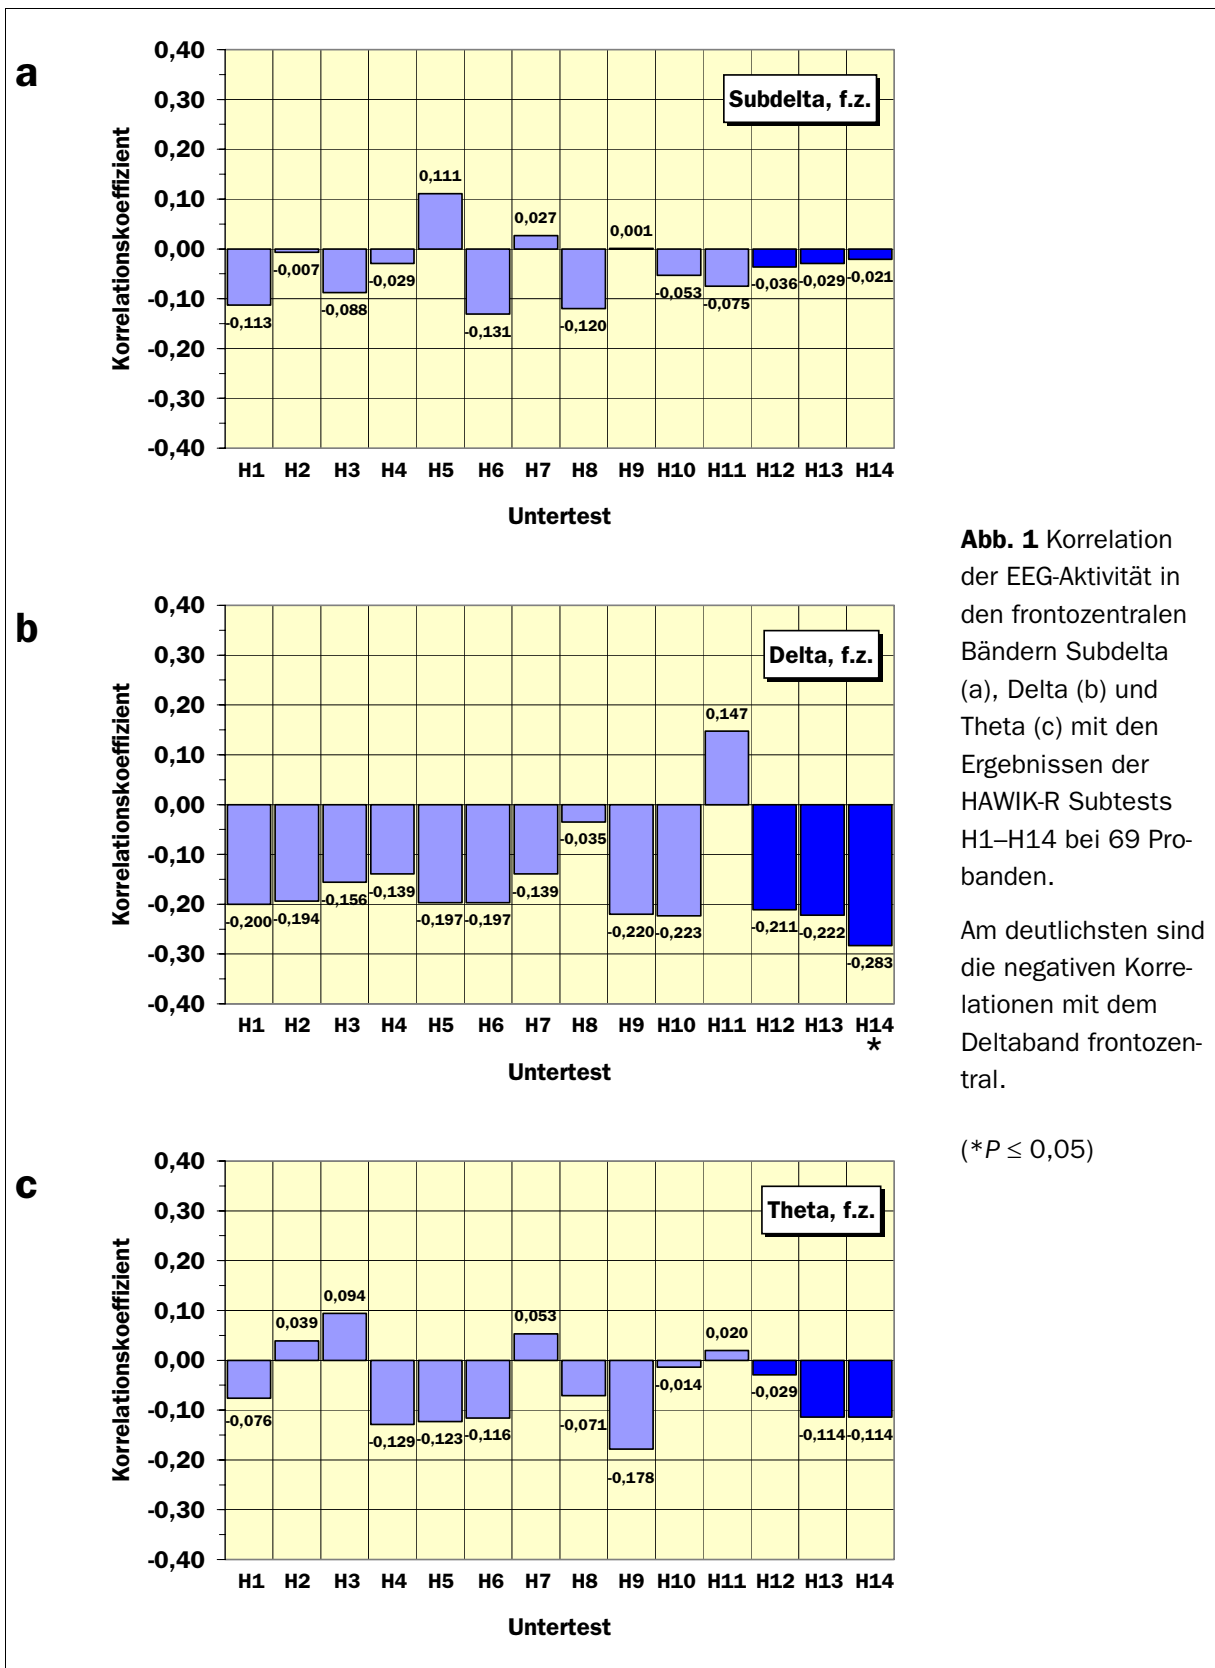 a
Subdelta, f.z.
Korrelationskoeffizient
0,40
0,30
0,20
0,10
0,00
-0,10
-0,20
-0,30
-0,40
-0,113
-0,007
-0,088
-0,029
0,111
-0,131
0,027
-0,120
0,001
-0,053
-0,075
-0,036
-0,029
-0,021
H1 H2 H3 H4 H5 H6 H7 H8 H9 H10 H11 H12 H13 H14
Untertest
b
Delta, f.z.
Korrelationskoeffizient
0,40
0,30
0,20
0,10
0,00
-0,10
-0,20
-0,30
-0,40
-0,200
-0,194
-0,156
-0,139
-0,197
-0,197
-0,139
-0,035
-0,220
-0,223
0,147
-0,211
-0,222
-0,283
H1 H2 H3 H4 H5 H6 H7 H8 H9 H10 H11 H12 H13 H14
*
Untertest
c
Theta, f.z.
Korrelationskoeffizient
0,40
0,30
0,20
0,10
0,00
-0,10
-0,20
-0,30
-0,40
-0,076
0,039
0,094
-0,129
-0,123
-0,116
0,053
-0,071
-0,178
-0,014
0,020
-0,029
-0,114
-0,114
H1 H2 H3 H4 H5 H6 H7 H8 H9 H10 H11 H12 H13 H14
Untertest
Abb. 1 Korrelation
der EEG-Aktivität in
den frontozentralen
Bändern Subdelta
(a), Delta (b) und
Theta (c) mit den
Ergebnissen der
HAWIK-R Subtests
H1–H14 bei 69 Pro-
banden.
Am deutlichsten sind
die negativen Korre-
lationen mit dem
Deltaband frontozen-
tral.
(*P ≤ 0,05)